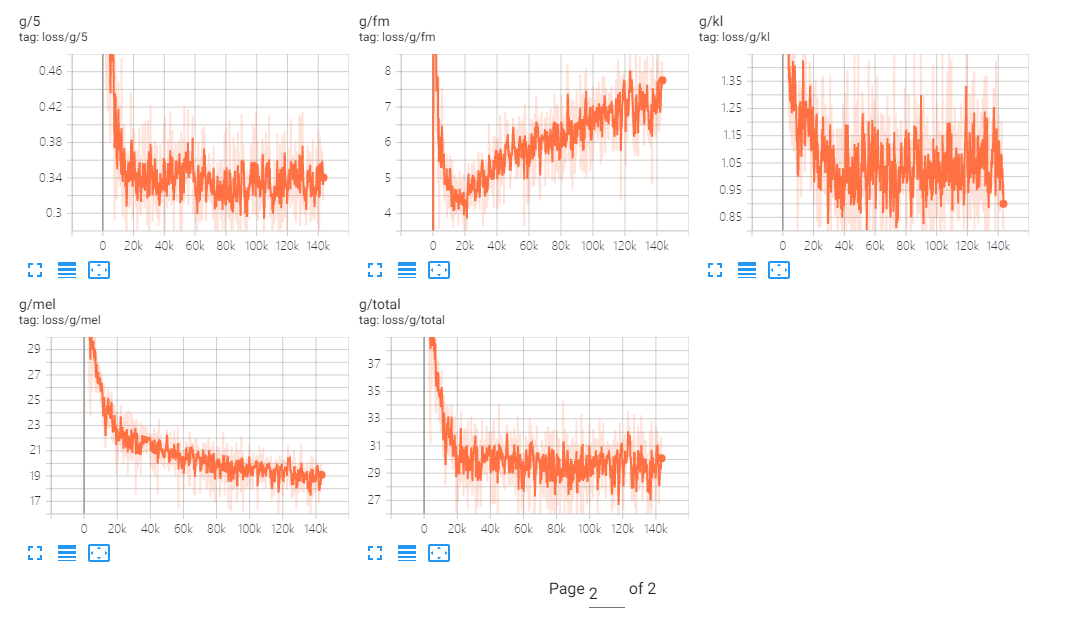 g/5
tag: loss/g/5
0.46
0.42
0.38
0.34
0.3
0 20k 40k 60k 80k 100k 120k 140k
g/fm
tag: loss/g/fm
8
7
6
5
4
0 20k 40k 60k 80k 100k 120k 140k
g/kl
tag: loss/g/kl
1.35
1.25
1.15
1.05
0.95
0.85
0 20k 40k 60k 80k 100k 120k 140k
g/mel
tag: loss/g/mel
29
27
25
23
21
19
17
0 20k 40k 60k 80k 100k 120k 140k
g/total
tag: loss/g/total
37
35
33
31
29
27
0 20k 40k 60k 80k 100k 120k 140k
Page 2 of 2